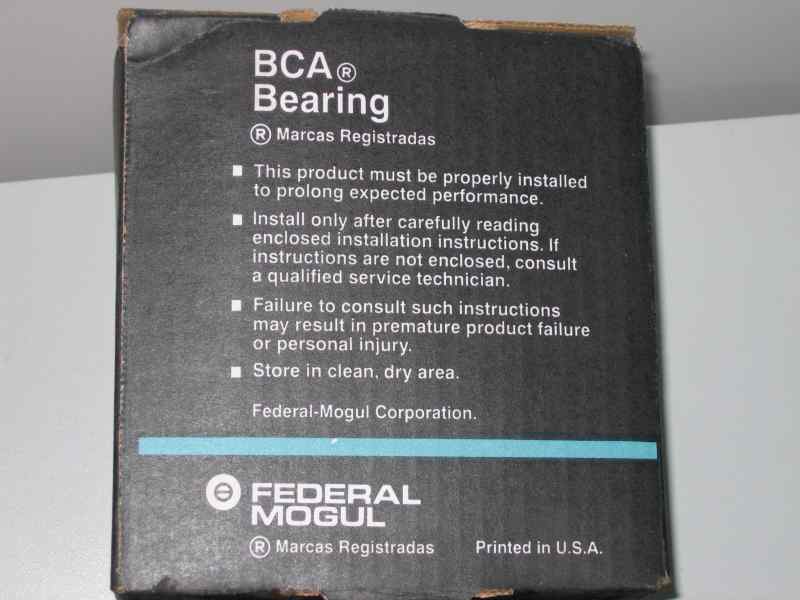 BCA®
Bearing
® Marcas Registradas
■ This product must be properly installed
to prolong expected performance.
■ Install only after carefully reading
enclosed installation instructions. If
instructions are not enclosed, consult
a qualified service technician.
■ Failure to consult such instructions
may result in premature product failure
or personal injury.
■ Store in clean, dry area.
Federal-Mogul Corporation.
FEDERAL
MOGUL
® Marcas Registradas Printed in U.S.A.